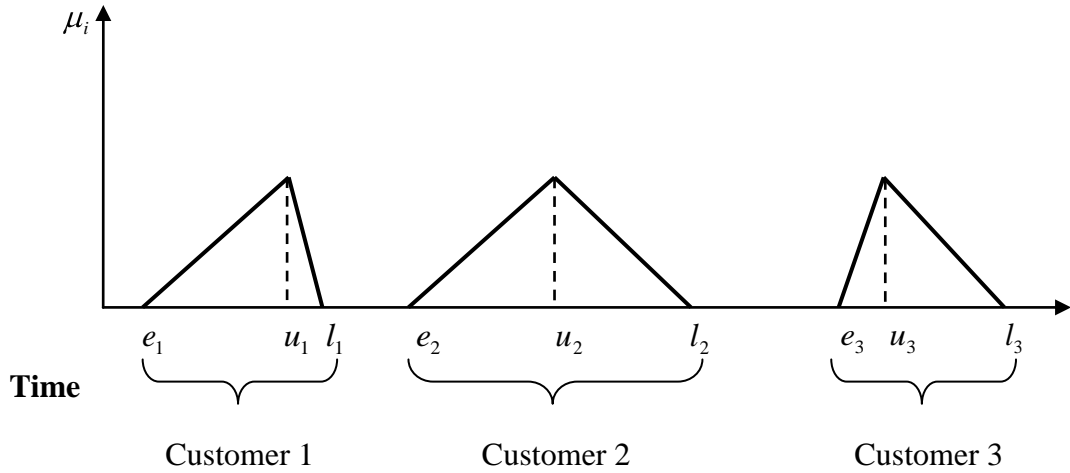 μᵢ
e₁ u₁ l₁ e₂ u₂ l₂ e₃ u₃ l₃
Time
Customer 1 Customer 2 Customer 3